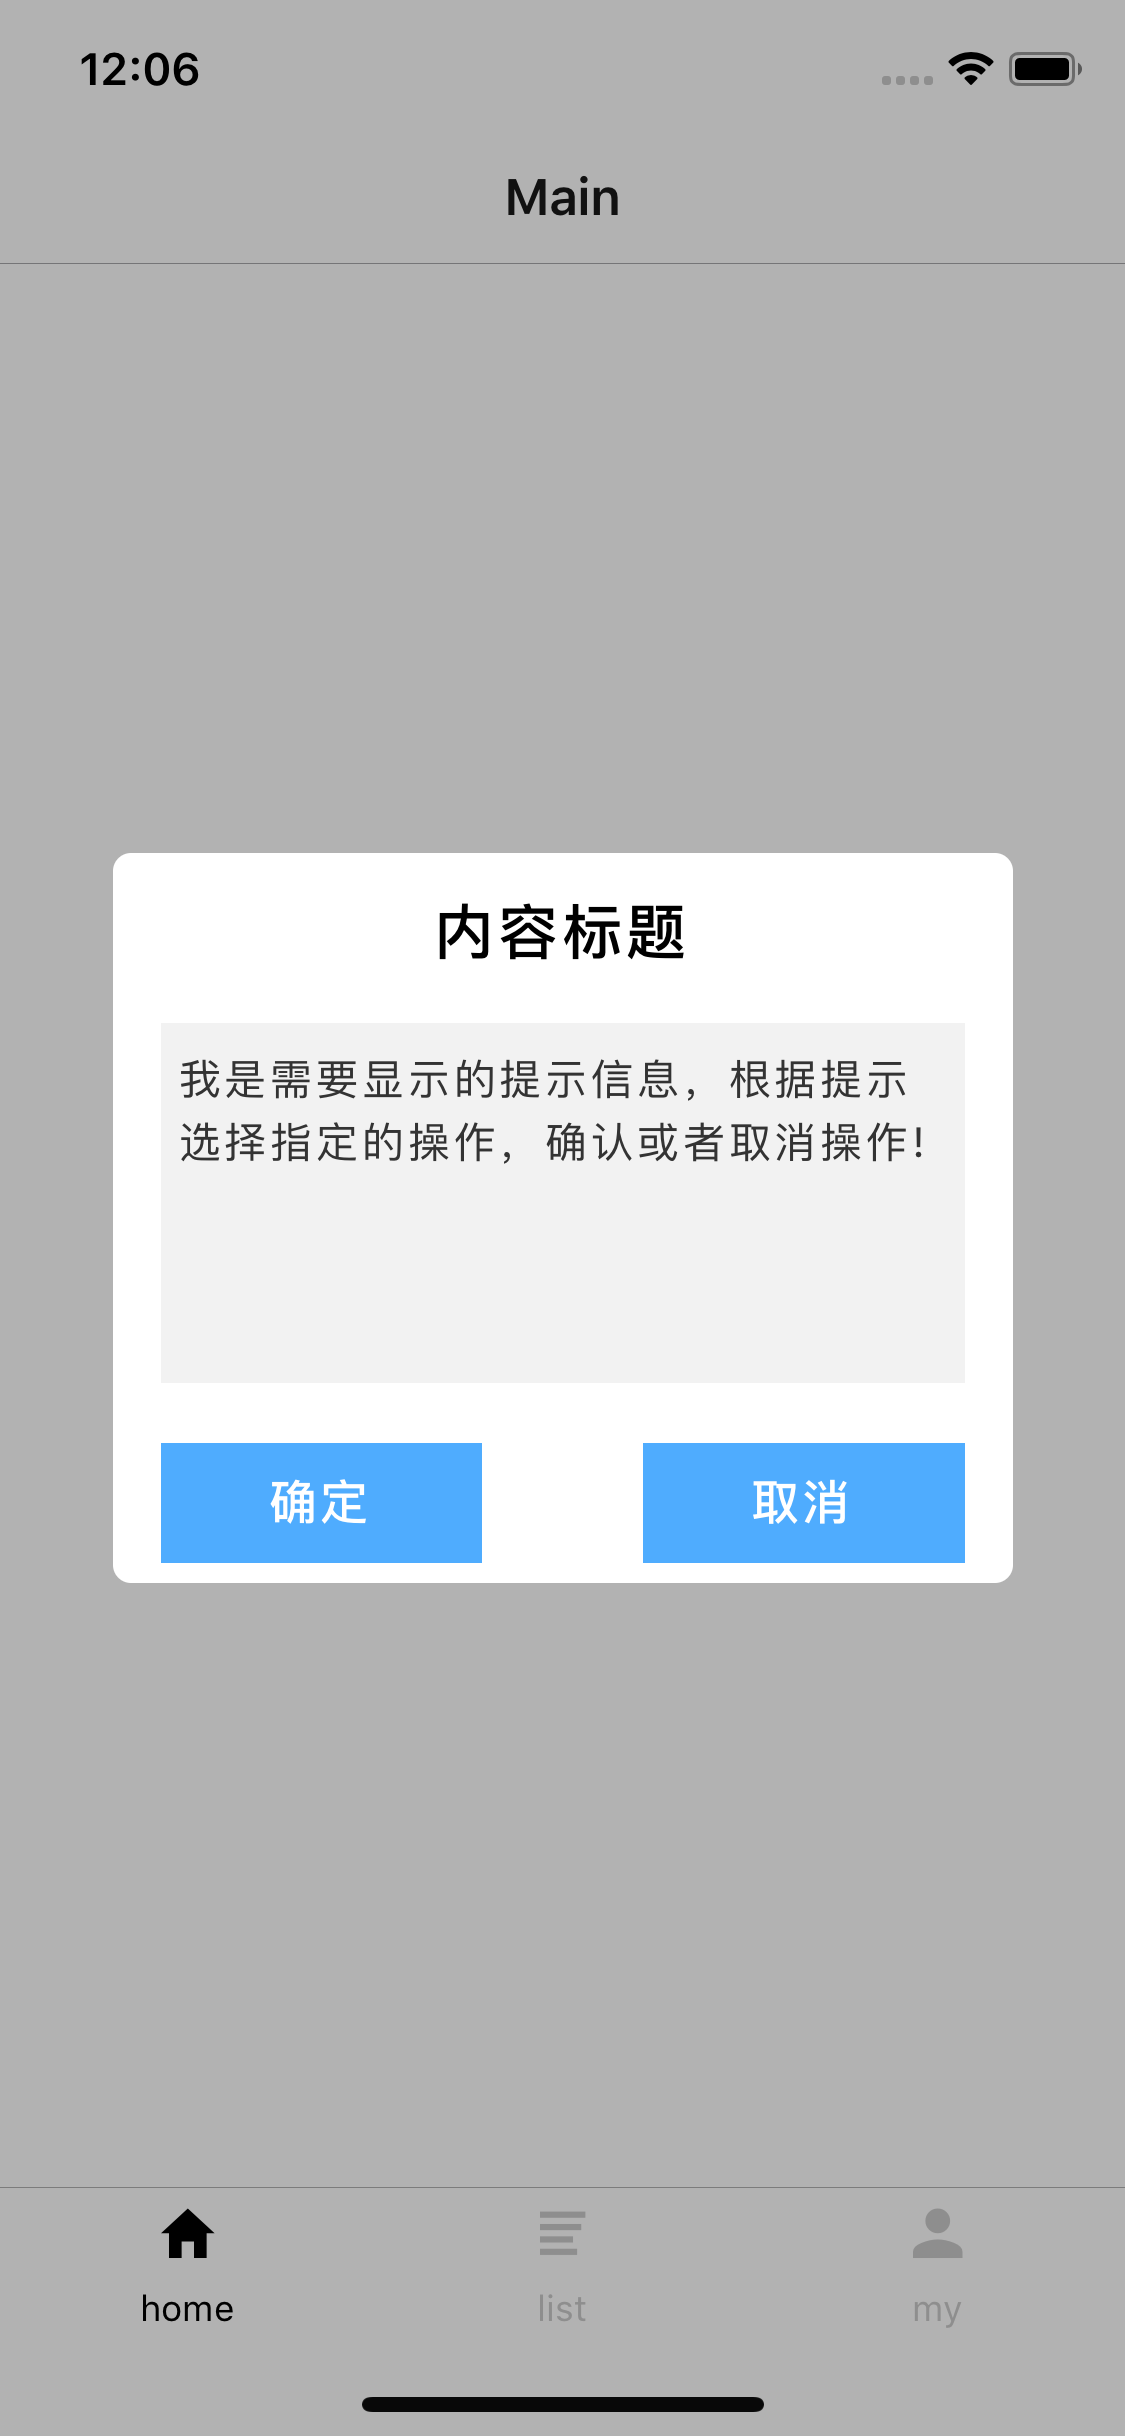 12:06
Main
内容标题
我是需要显示的提示信息，根据提示
选择指定的操作，确认或者取消操作!
确定
取消
home
list
my